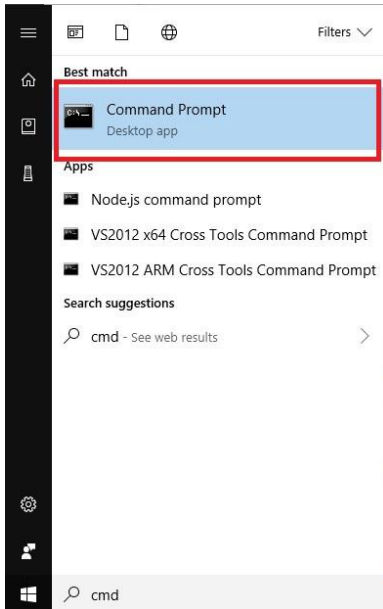 Filters
Best match
Command Prompt
Desktop app
Apps
Node.js command prompt
VS2012 x64 Cross Tools Command Prompt
VS2012 ARM Cross Tools Command Prompt
Search suggestions
cmd - See web results
cmd